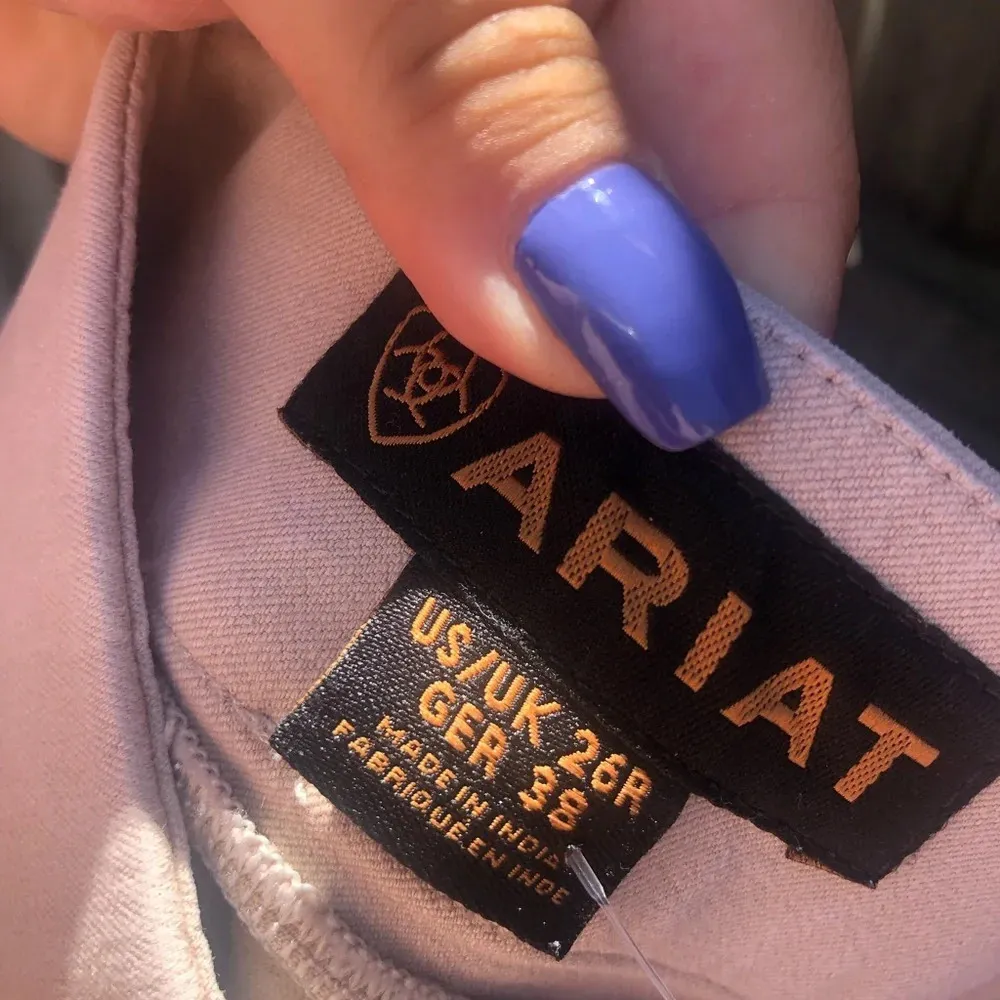 ARIAT
US/UK 26R
GER 38
MADE IN INDIA
FABRIQUE EN INDE